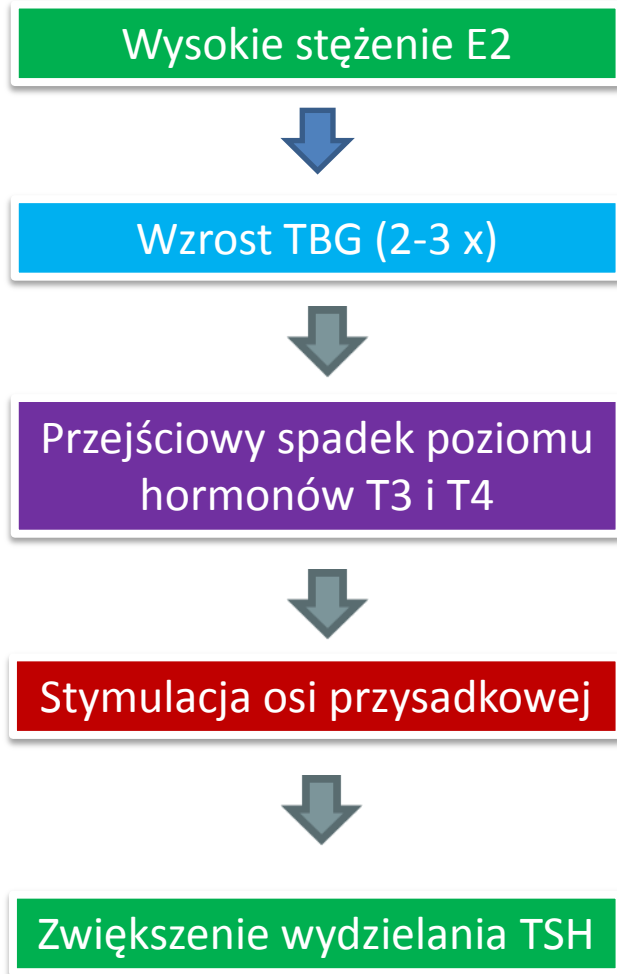 Wysokie stężenie E2
Wzrost TBG (2-3 x)
Przejściowy spadek poziomu
hormonów T3 i T4
Stymulacja osi przysadkowej
Zwiększenie wydzielania TSH